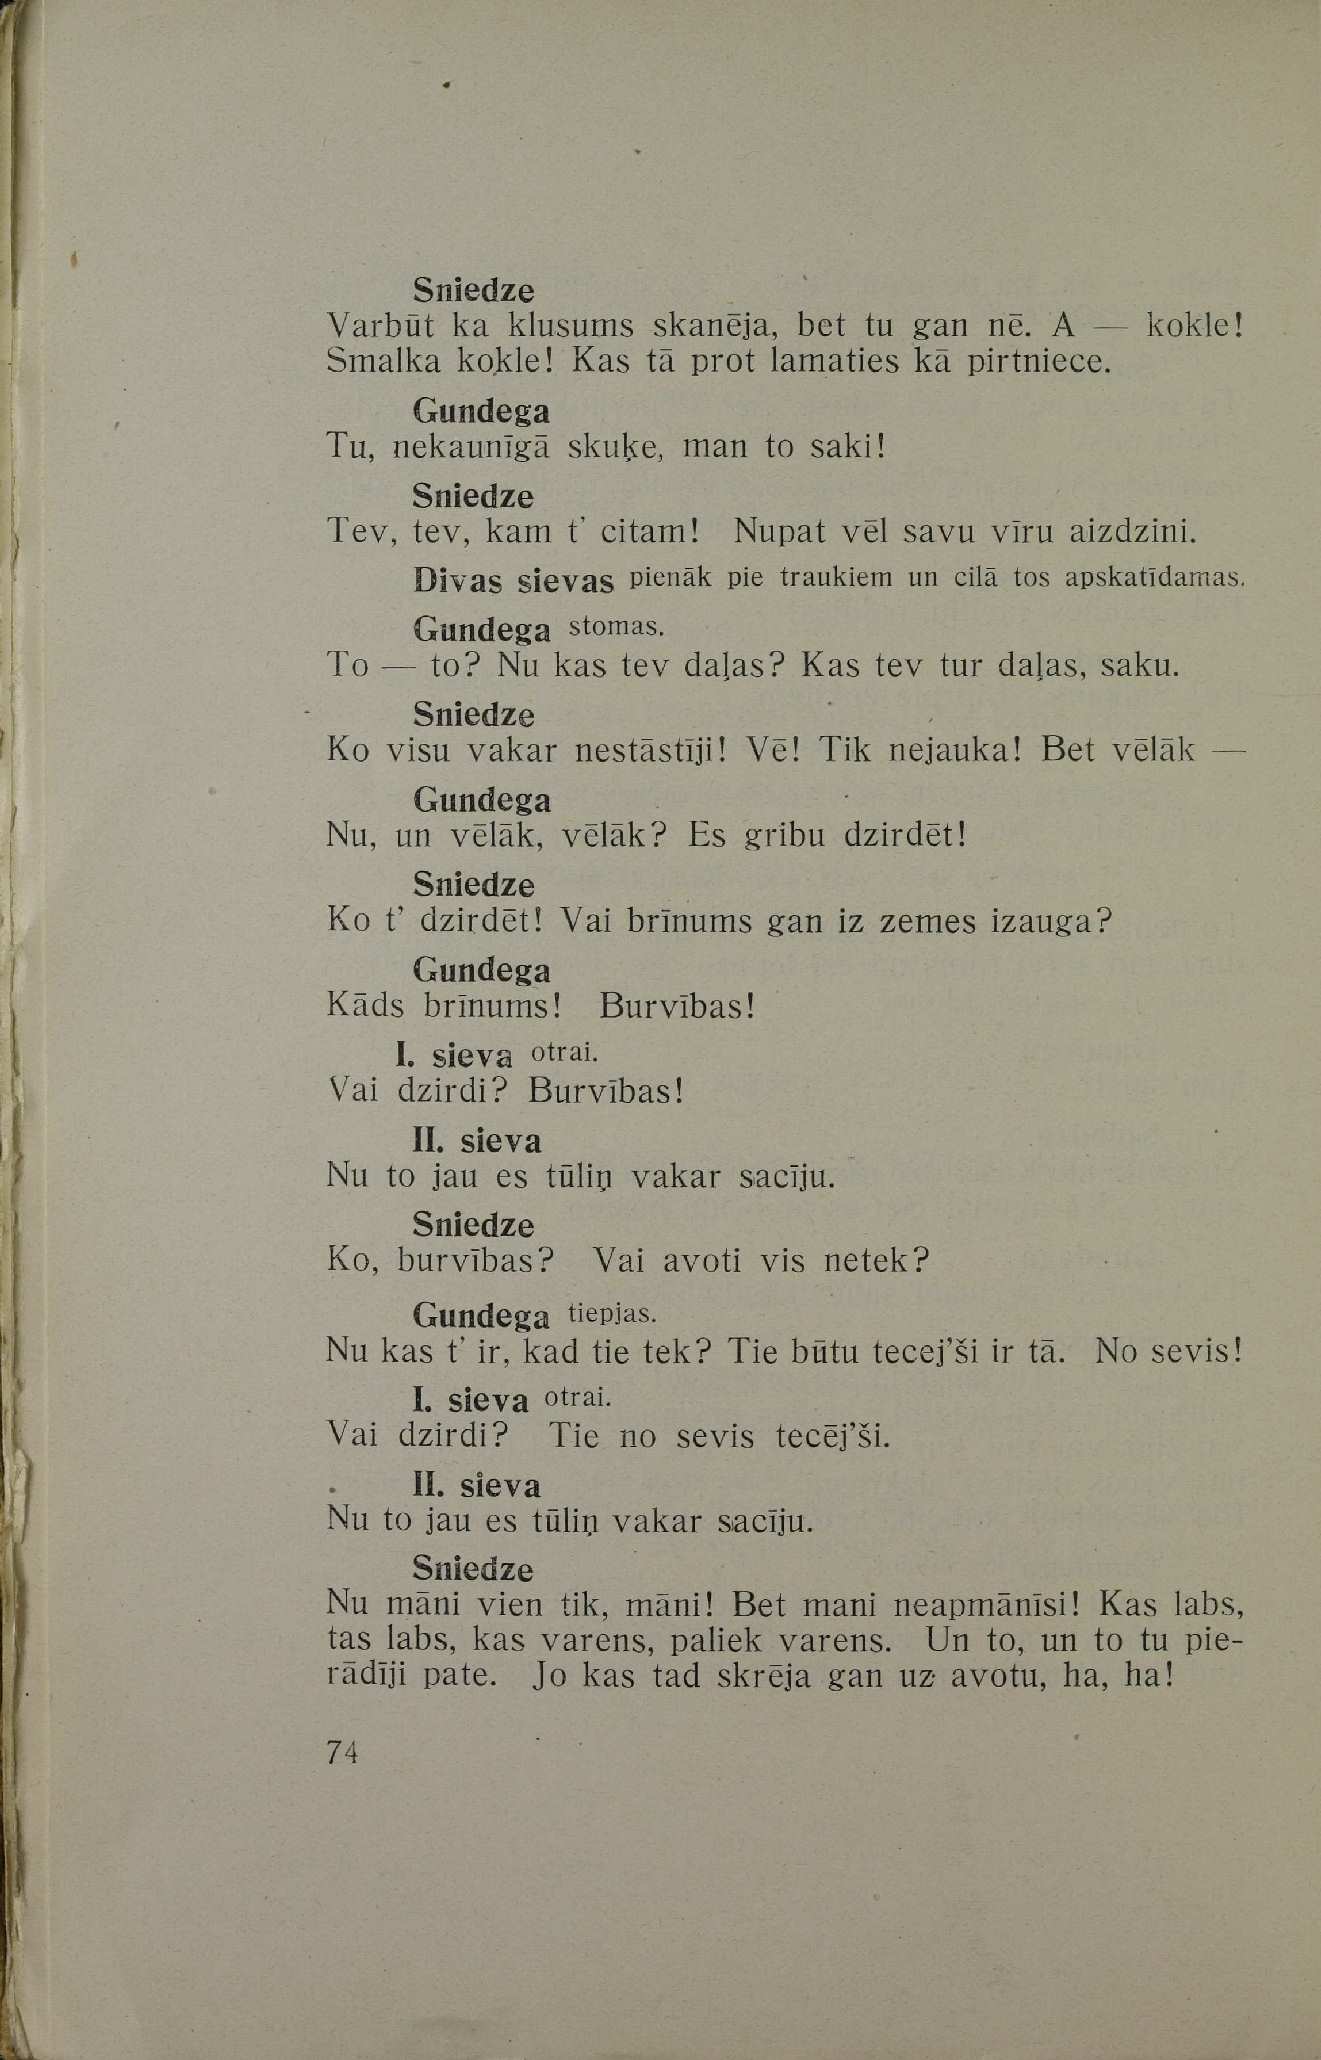 Sniedze
Varbūt ka klusums skanēja, bet tu gan nē. A — kokle!
Smalka kokle! Kas tā prot lamaties kā pirtniece.
Gundega
Tu, nekaunīgā skuķe, man to saki!
Sniedze
Tev, tev, kam t’ citam! Nupat vēl savu vīru aizdzini.
Divas sievas pienāk pie traukiem un cilā tos apskatīdamas.
Gundega stomas.
To — to? Nu kas tev daļas? Kas tev tur daļas, saku.
Sniedze
Ko visu vakar nestāstīji! Vē! Tik nejauka! Bet vēlāk —
Gundega
Nu, un vēlāk, vēlāk? Es gribu dzirdēt!
Sniedze
Ko t’ dzirdēt! Vai brīnums gan iz zemes izauga?
Gundega
Kāds brīnums! Burvības!
I. sieva otrai.
Vai dzirdi? Burvības!
II. sieva
Nu to jau es tūliņ vakar sacīju.
Sniedze
Ko, burvības? Vai avoti vis netek?
Gundega tiepjas.
Nu kas t’ ir, kad tie tek? Tie būtu tecej’ši ir tā. No sevis!
I. sieva otrai.
Vai dzirdi? Tie no sevis tecēj’ši.
II. sieva
Nu to jau es tūliņ vakar sacīju.
Sniedze
Nu māni vien tik, māni! Bet mani neapmānīsi! Kas labs,
tas labs, kas varens, paliek varens. Un to, un to tu pie-
rādīji pate. Jo kas tad skrēja gan uz avotu, ha, ha!
74